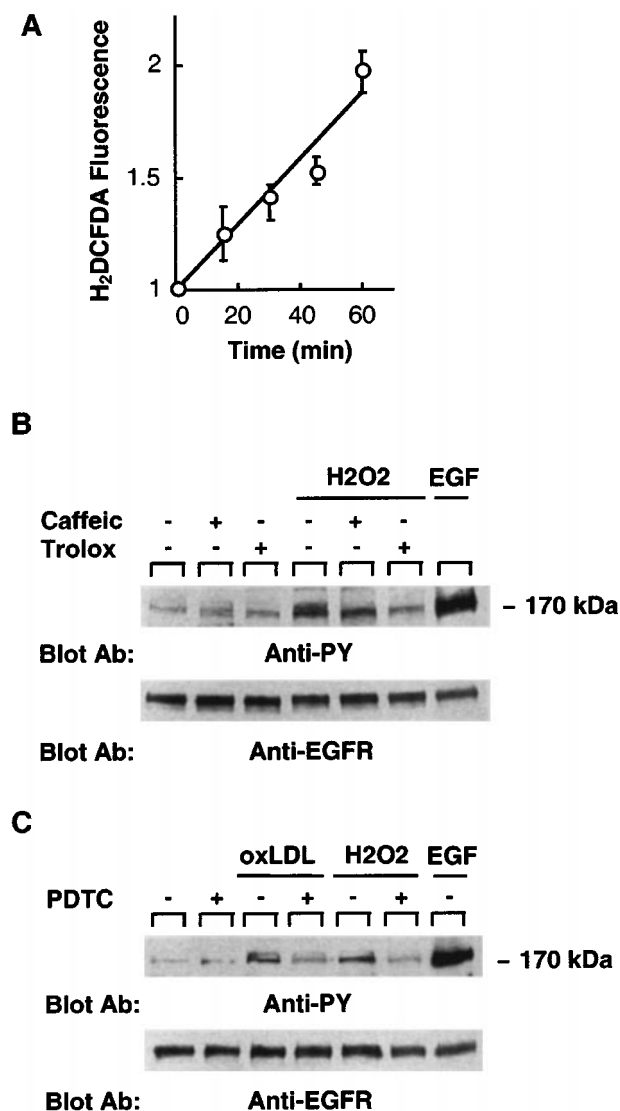 A
H₂DCFDA Fluorescence
2
1.5
1
0 20 40 60
Time (min)
B
H2O2 EGF
Caffeic - + - - + -
Trolox - - + - - +
– 170 kDa
Blot Ab: Anti-PY
Blot Ab: Anti-EGFR
C
oxLDL H2O2 EGF
PDTC - + - + - + -
– 170 kDa
Blot Ab: Anti-PY
Blot Ab: Anti-EGFR